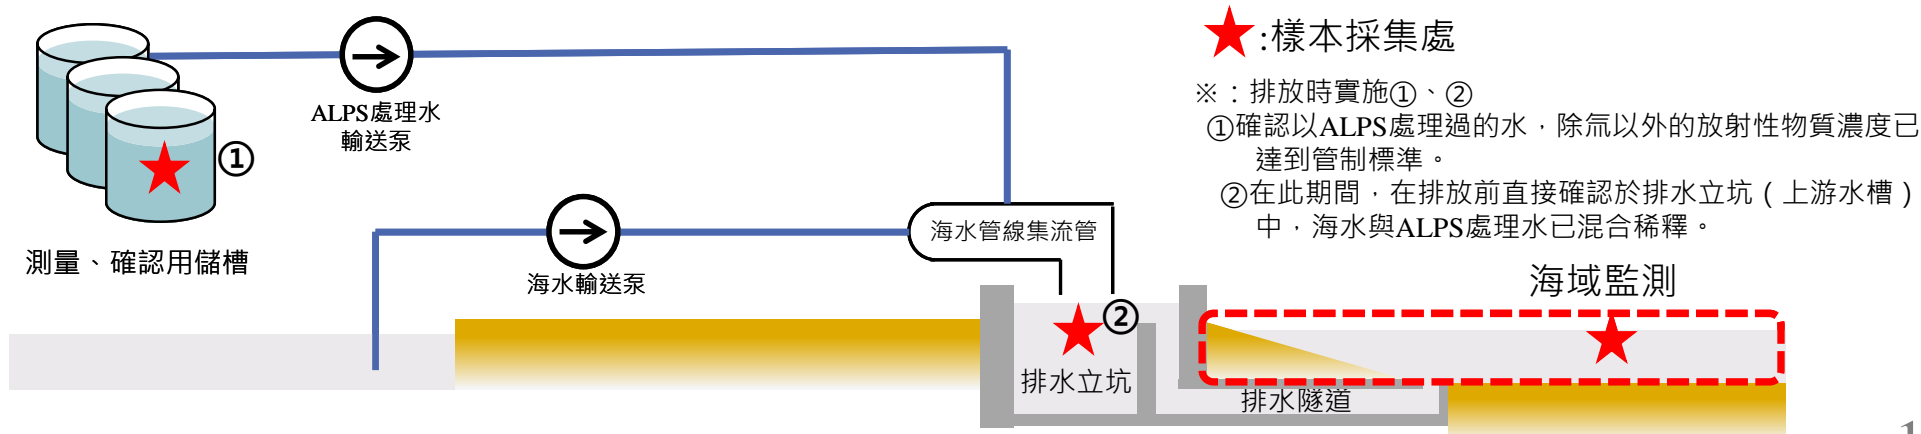 ★:樣本採集處
※：排放時實施①、②
①確認以ALPS處理過的水，除氚以外的放射性物質濃度已
達到管制標準。
②在此期間，在排放前直接確認於排水立坑（上游水槽）
中，海水與ALPS處理水已混合稀釋。
ALPS處理水
輸送泵
①
測量、確認用儲槽
海水管線集流管
海水輸送泵
海域監測
②
排水立坑
排水隧道